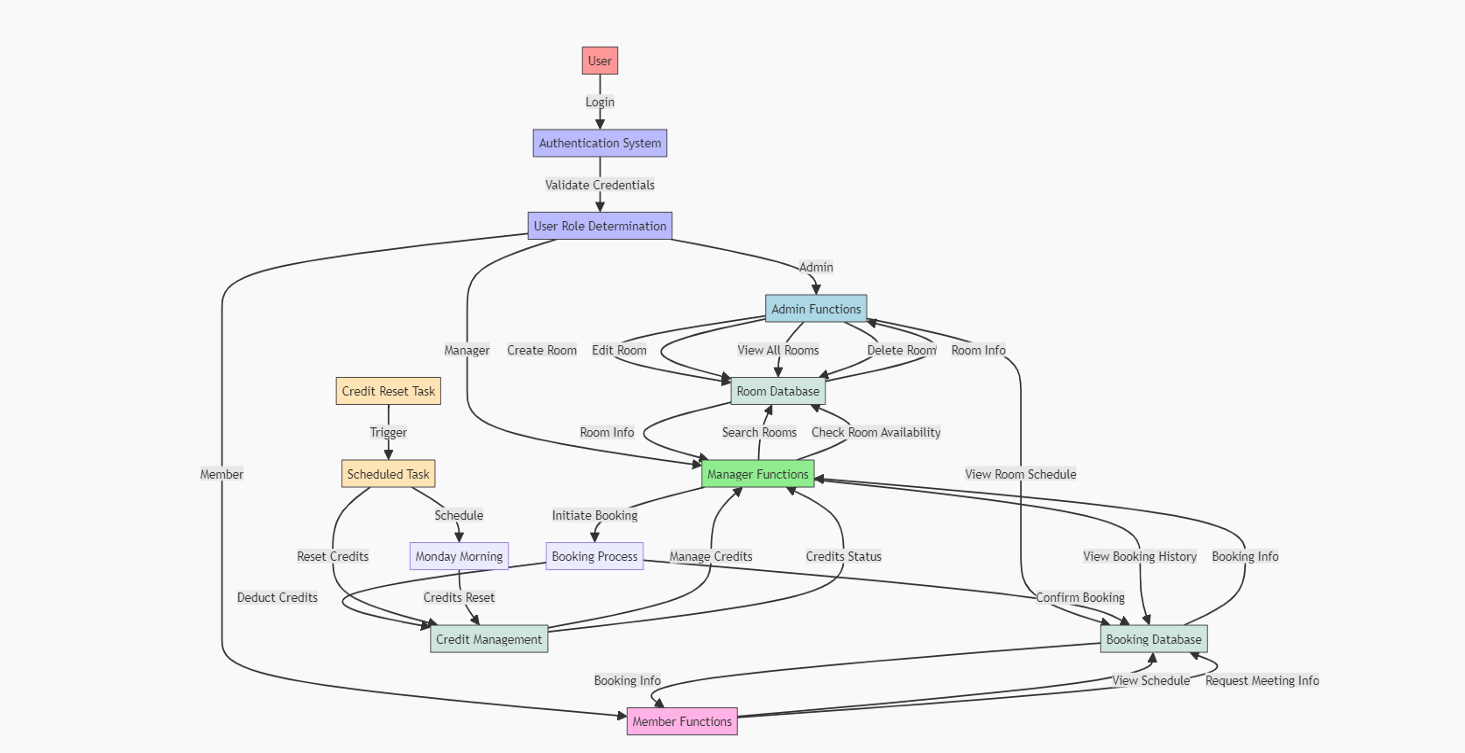 User
Login
Authentication System
Validate Credentials
User Role Determination
Admin
Admin Functions
Manager
Create Room
Edit Room
View All Rooms
Delete Room
Room Info
Credit Reset Task
Room Database
Trigger
Room Info
Search Rooms
Check Room Availability
Member
Scheduled Task
Manager Functions
View Room Schedule
Schedule
Initiate Booking
Reset Credits
Monday Morning
Booking Process
Manage Credits
Credits Status
View Booking History
Booking Info
Deduct Credits
Credits Reset
Confirm Booking
Credit Management
Booking Database
Booking Info
View Schedule
Request Meeting Info
Member Functions